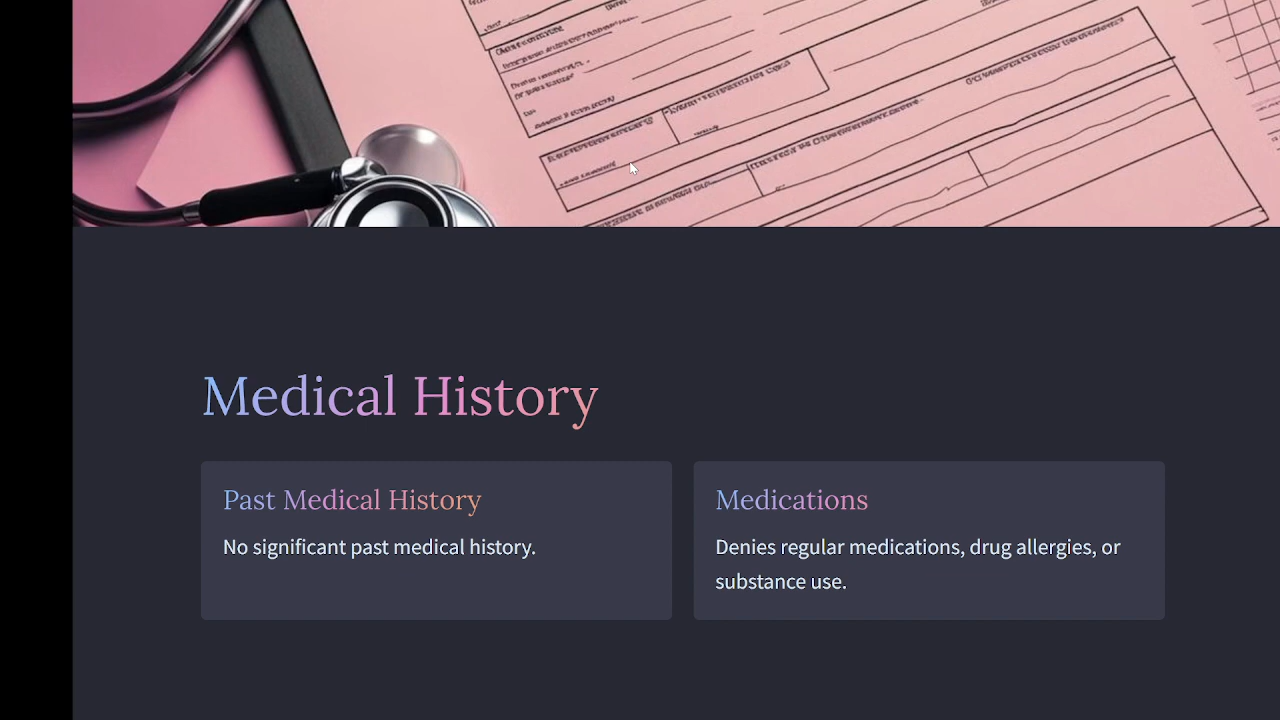 Medical History
Past Medical History
No significant past medical history.
Medications
Denies regular medications, drug allergies, or
substance use.